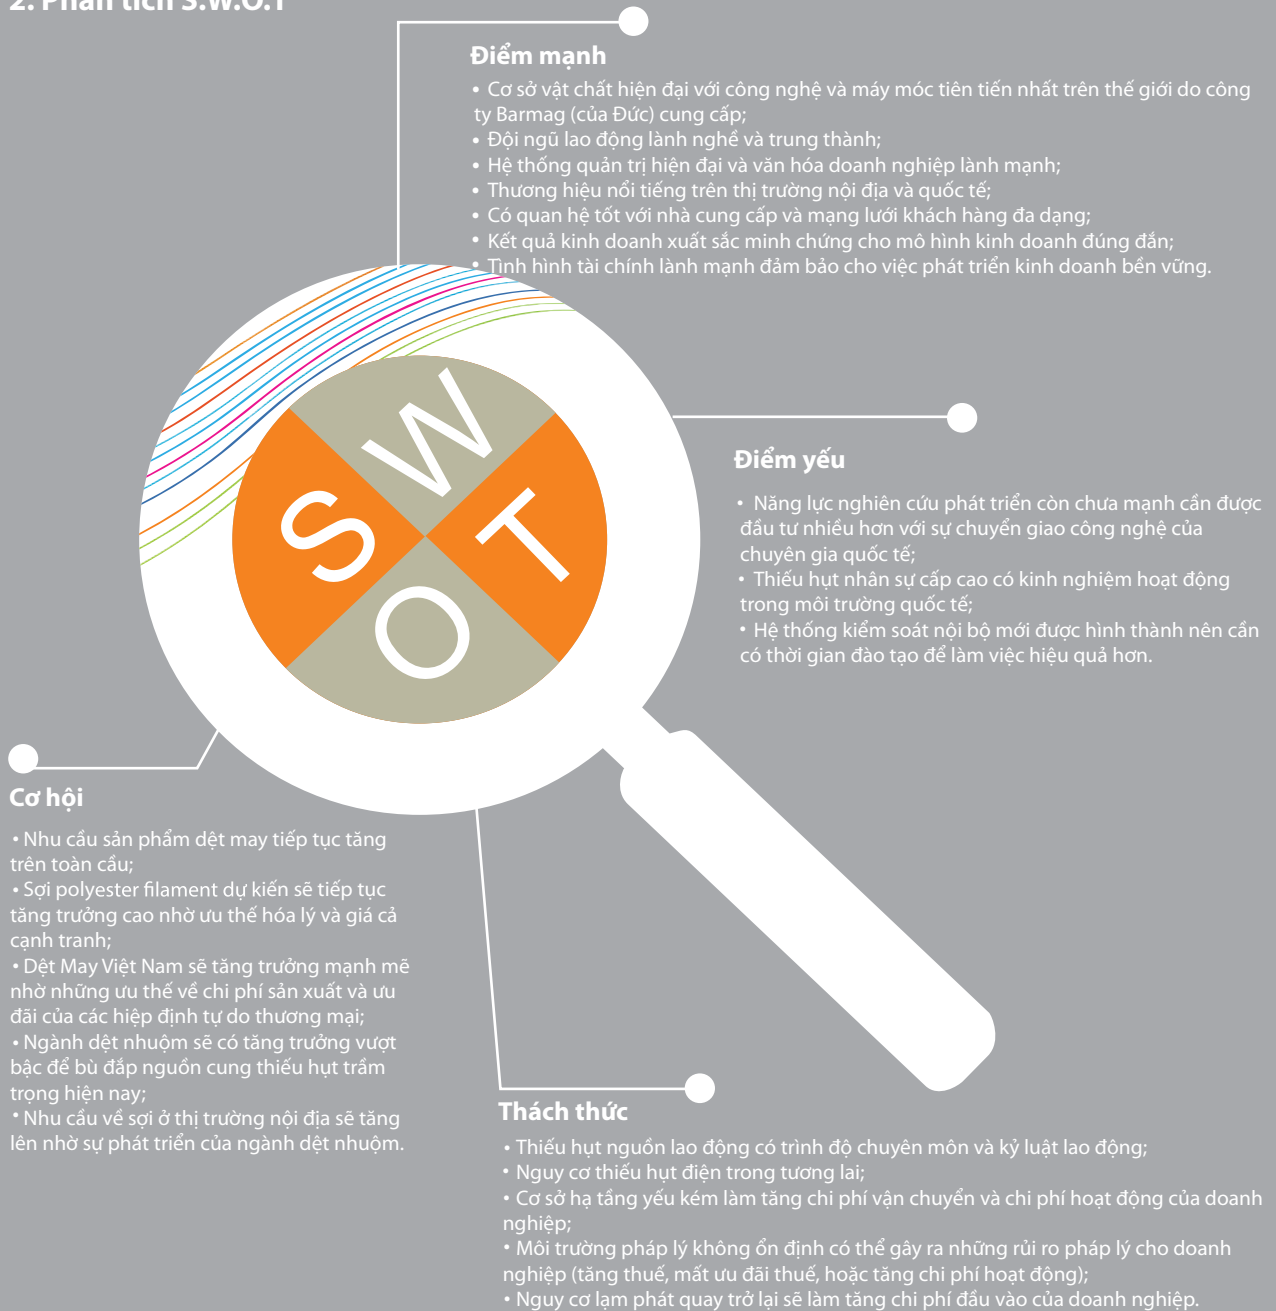 2. Phân tích S.W.O.T
Điểm mạnh
• Cơ sở vật chất hiện đại với công nghệ và máy móc tiên tiến nhất trên thế giới do công
ty Barmag (của Đức) cung cấp;
• Đội ngũ lao động lành nghề và trung thành;
• Hệ thống quản trị hiện đại và văn hóa doanh nghiệp lành mạnh;
• Thương hiệu nổi tiếng trên thị trường nội địa và quốc tế;
• Có quan hệ tốt với nhà cung cấp và mạng lưới khách hàng đa dạng;
• Kết quả kinh doanh xuất sắc minh chứng cho mô hình kinh doanh đúng đắn;
• Tình hình tài chính lành mạnh đảm bảo cho việc phát triển kinh doanh bền vững.
S
W
O
T
Điểm yếu
• Năng lực nghiên cứu phát triển còn chưa mạnh cần được
đầu tư nhiều hơn với sự chuyển giao công nghệ của
chuyên gia quốc tế;
• Thiếu hụt nhân sự cấp cao có kinh nghiệm hoạt động
trong môi trường quốc tế;
• Hệ thống kiểm soát nội bộ mới được hình thành nên cần
có thời gian đào tạo để làm việc hiệu quả hơn.
Cơ hội
• Nhu cầu sản phẩm dệt may tiếp tục tăng
trên toàn cầu;
• Sợi polyester filament dự kiến sẽ tiếp tục
tăng trưởng cao nhờ ưu thế hóa lý và giá cả
cạnh tranh;
• Dệt May Việt Nam sẽ tăng trưởng mạnh mẽ
nhờ những ưu thế về chi phí sản xuất và ưu
đãi của các hiệp định tự do thương mại;
• Ngành dệt nhuộm sẽ có tăng trưởng vượt
bậc để bù đắp nguồn cung thiếu hụt trầm
trọng hiện nay;
• Nhu cầu về sợi ở thị trường nội địa sẽ tăng
lên nhờ sự phát triển của ngành dệt nhuộm.
Thách thức
• Thiếu hụt nguồn lao động có trình độ chuyên môn và kỷ luật lao động;
• Nguy cơ thiếu hụt điện trong tương lai;
• Cơ sở hạ tầng yếu kém làm tăng chi phí vận chuyển và chi phí hoạt động của doanh
nghiệp;
• Môi trường pháp lý không ổn định có thể gây ra những rủi ro pháp lý cho doanh
nghiệp (tăng thuế, mất ưu đãi thuế, hoặc tăng chi phí hoạt động);
• Nguy cơ lạm phát quay trở lại sẽ làm tăng chi phí đầu vào của doanh nghiệp.